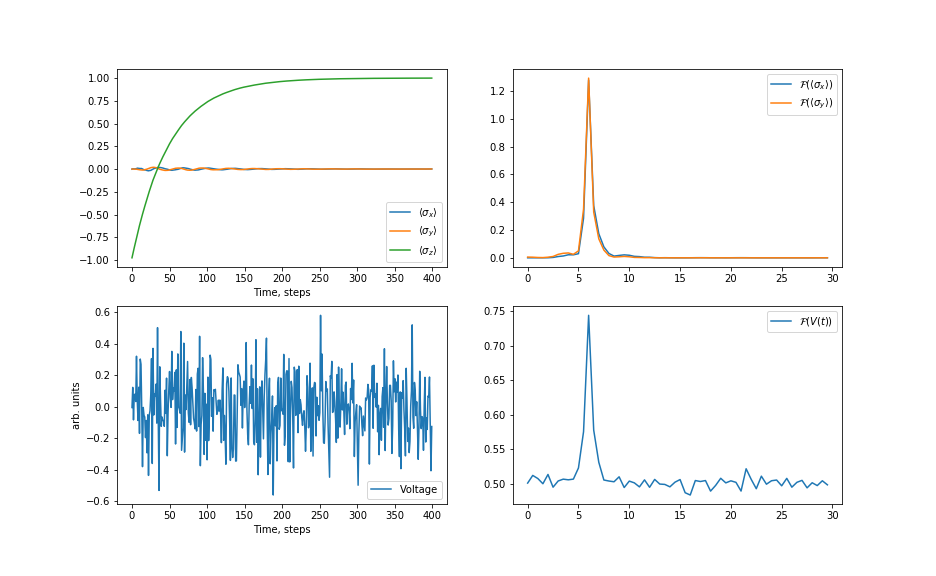 1.00
0.75
0.50
0.25
0.00
−0.25
−0.50
−0.75
−1.00
0 50 100 150 200 250 300 350 400
Time, steps
⟨σx⟩
⟨σy⟩
⟨σz⟩
1.2
1.0
0.8
0.6
0.4
0.2
0.0
0 5 10 15 20 25 30
ℱ(⟨σx⟩)
ℱ(⟨σy⟩)
0.6
0.4
0.2
0.0
−0.2
−0.4
−0.6
arb. units
0 50 100 150 200 250 300 350 400
Time, steps
Voltage
0.75
0.70
0.65
0.60
0.55
0.50
0 5 10 15 20 25 30
ℱ(V(t))